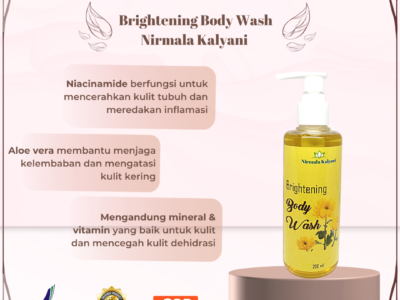 Brightening Body Wash
Nirmala Kalyani
Niacinamide berfungsi untuk
mencerahkan kulit tubuh dan
meredakan inflamasi
Aloe vera membantu menjaga
kelembaban dan mengatasi
kulit kering
Mengandung mineral &
vitamin yang baik untuk kulit
dan mencegah kulit dehidrasi
Nirmala Kalyani
Brightening
Body
Wash